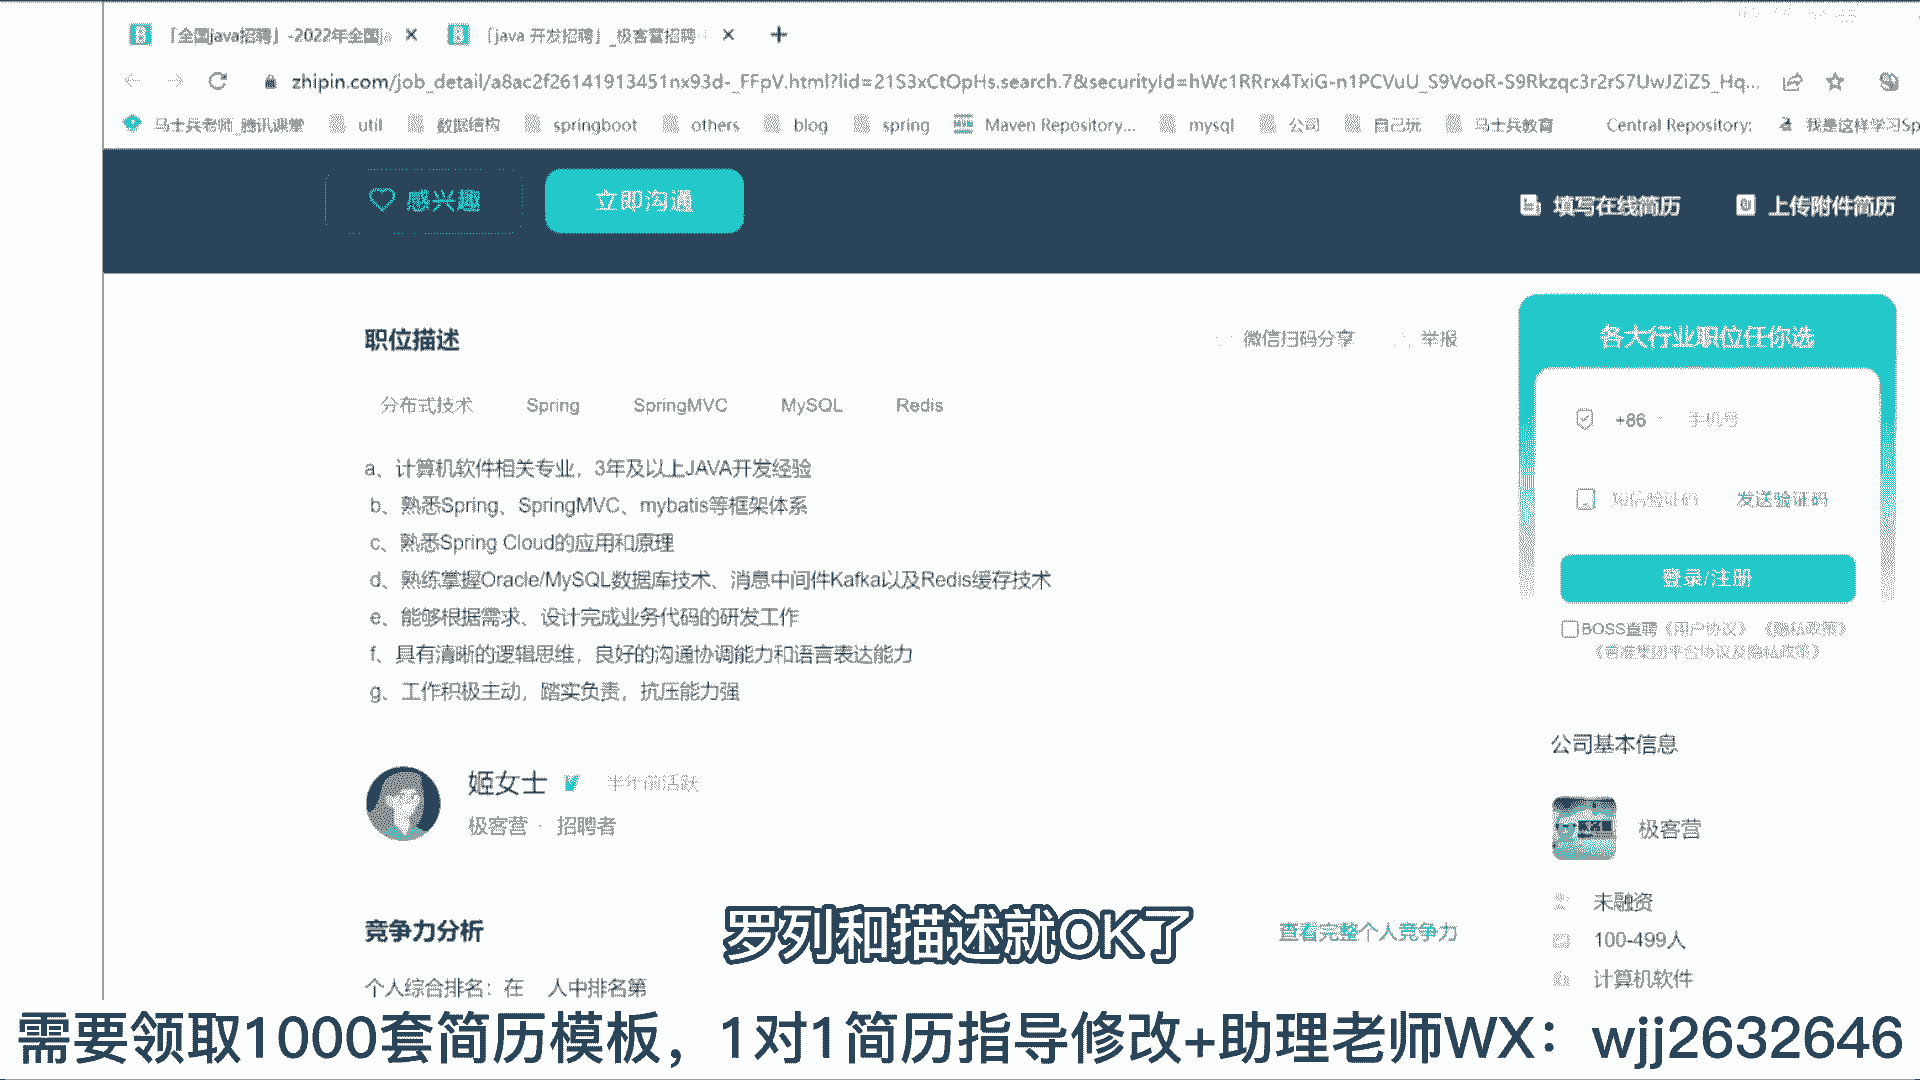 「全国java招聘」-2022年全国ja
「java 开发招聘」_极客营招聘
zhipin.com/job_detail/a8ac2f26141913451nx93d-_FFpV.html?lid=21S3xCtOpHs.search.7&securityId=hWc1RRrx4TxiG-n1PCVuU_S9VooR-S9Rkzqc3r2rS7UwJZiZ5_Hq...
马士兵老师_腾讯课堂 util 数据结构 springboot others blog spring Maven Repository... mysql 公司 自己玩 马士兵教育 Central Repository: 我是这样学习Sp
感兴趣 立即沟通 填写在线简历 上传附件简历
职位描述 微信扫码分享 举报
分布式技术 Spring SpringMVC MySQL Redis
a、计算机软件相关专业，3年及以上JAVA开发经验
b、熟悉Spring、SpringMVC、mybatis等框架体系
c、熟悉Spring Cloud的应用和原理
d、熟练掌握Oracle/MySQL数据库技术、消息中间件Kafka以及Redis缓存技术
e、能够根据需求、设计完成业务代码的研发工作
f、具有清晰的逻辑思维，良好的沟通协调能力和语言表达能力
g、工作积极主动，踏实负责，抗压能力强
姬女士 半年前活跃
极客营 · 招聘者
竞争力分析 查看完整个人竞争力
个人综合排名：在 人中排名第
各大行业职位任你选
+86 手机号
短信验证码 发送验证码
登录/注册
BOSS直聘《用户协议》《隐私政策》
《看准集团平台协议及隐私政策》
公司基本信息
极客营
未融资
100-499人
计算机软件
罗列和描述就OK了
需要领取1000套简历模板，1对1简历指导修改+助理老师WX：wjj2632646